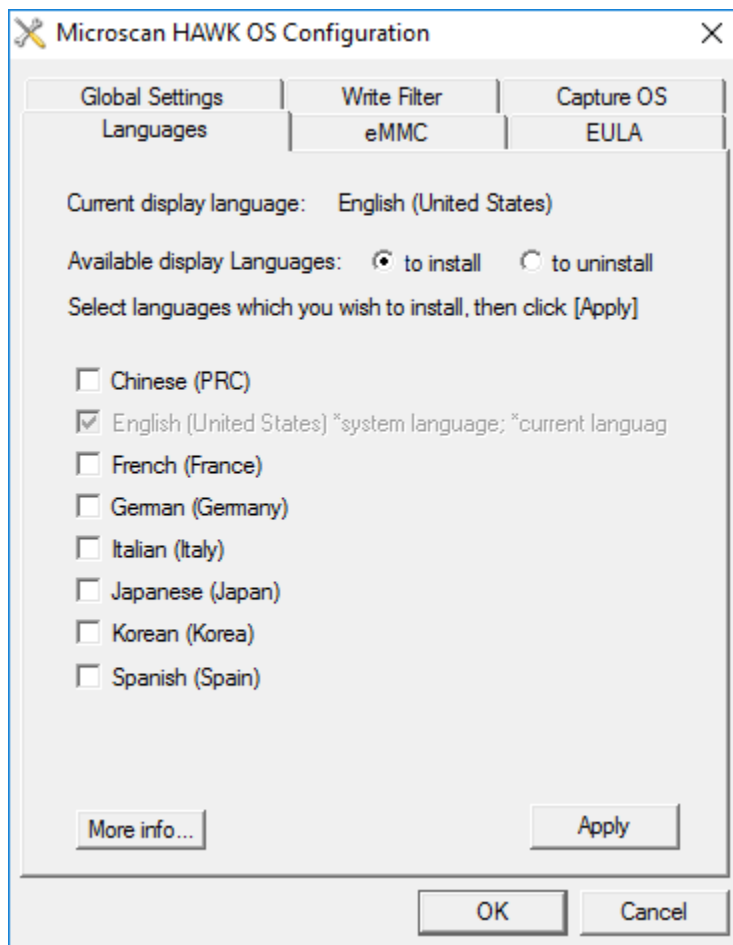 Microscan HAWK OS Configuration
Global Settings Write Filter Capture OS
Languages eMMC EULA
Current display language: English (United States)
Available display Languages: to install to uninstall
Select languages which you wish to install, then click [Apply]
Chinese (PRC)
English (United States) *system language; *current languag
French (France)
German (Germany)
Italian (Italy)
Japanese (Japan)
Korean (Korea)
Spanish (Spain)
More info... Apply
OK Cancel